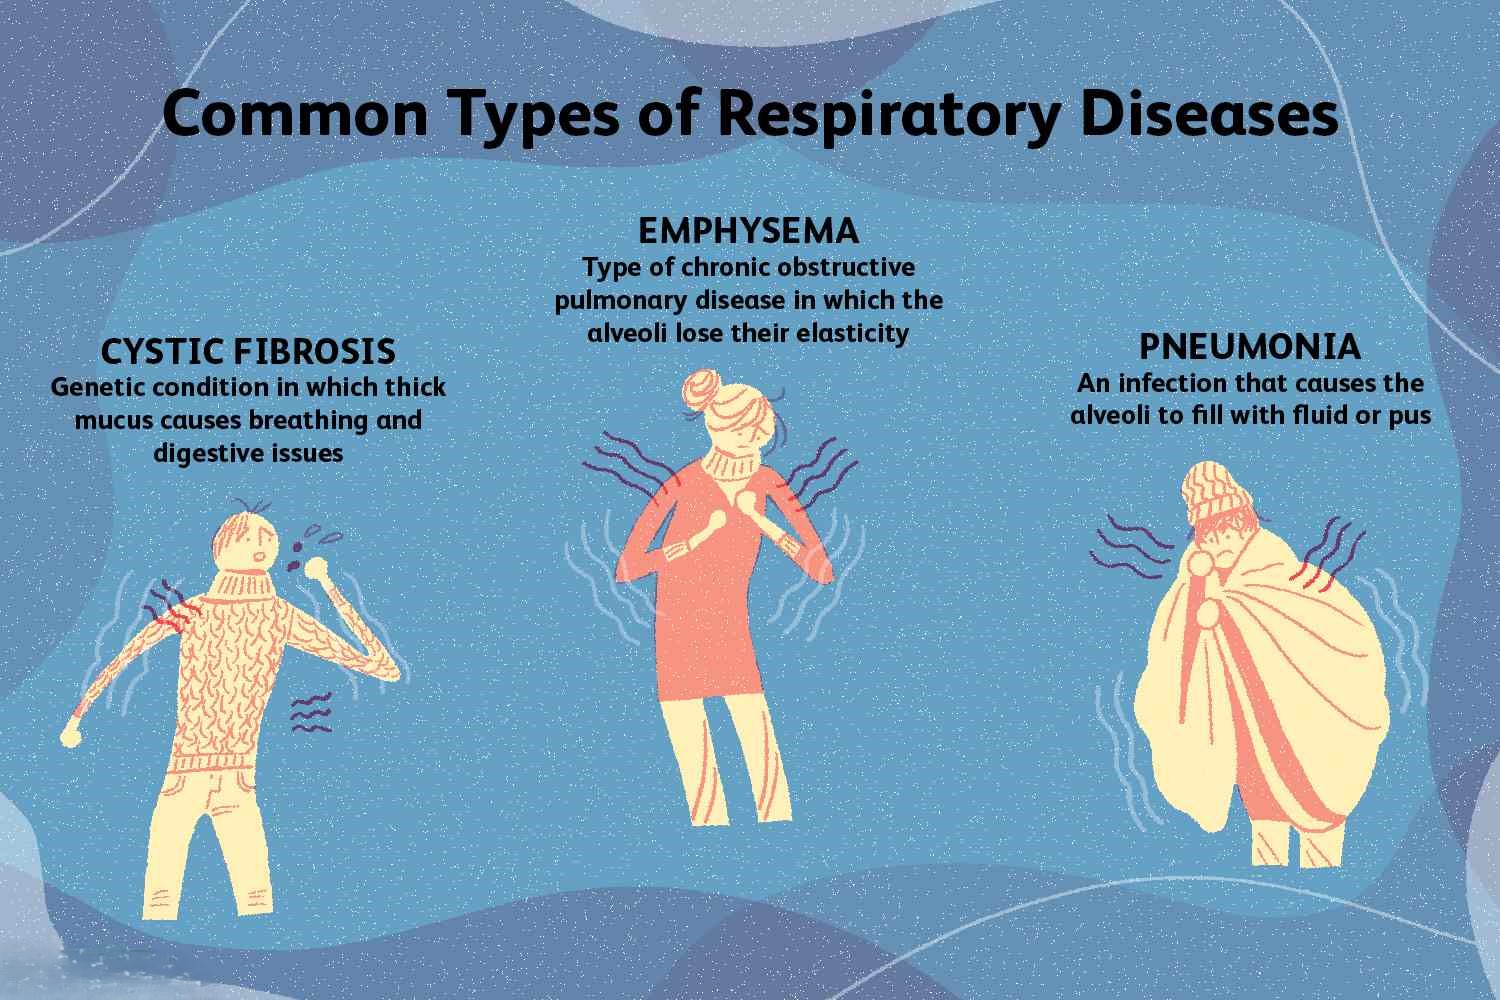 Common Types of Respiratory Diseases
EMPHYSEMA
Type of chronic obstructive
pulmonary disease in which the
alveoli lose their elasticity
CYSTIC FIBROSIS
Genetic condition in which thick
mucus causes breathing and
digestive issues
PNEUMONIA
An infection that causes the
alveoli to fill with fluid or pus